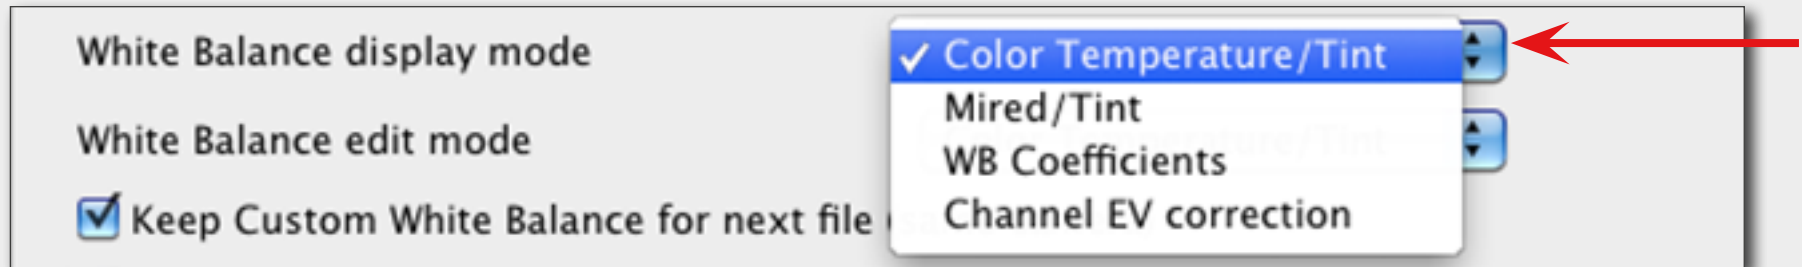 White Balance display mode
Color Temperature/Tint
Mired/Tint
White Balance edit mode
WB Coefficients
Keep Custom White Balance for next file
Channel EV correction